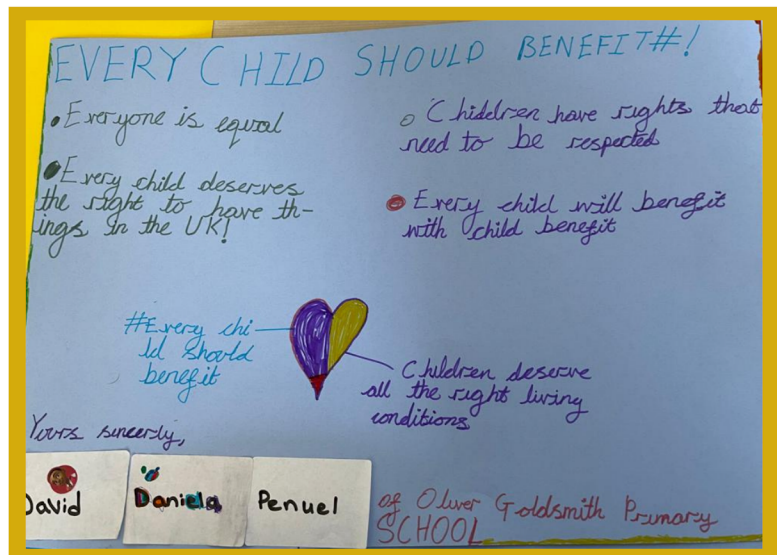 EVERY CHILD SHOULD BENEFIT#!
• Everyone is equal
• Every child deserves
the right to have th-
ings in the UK!
○ Chiddren have rights that
need to be respected
• Every child will benefit
with child benefit
#Every chi
ld should
benefit
Children deserve
all the right living
conditions
Yours sincerely,
David
Daniela
Penuel
of Oliver Goldsmith Primary
SCHOOL